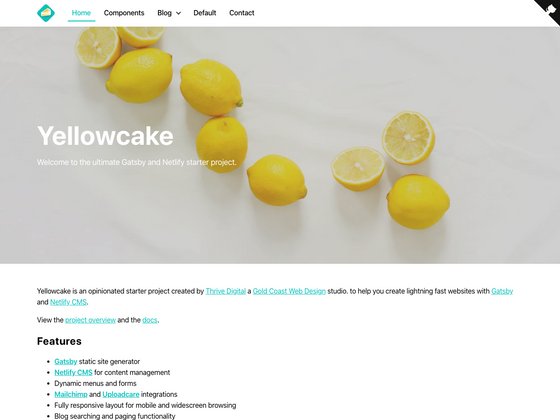 Home Components Blog Default Contact
Yellowcake
Welcome to the ultimate Gatsby and Netlify starter project.
Yellowcake is an opinionated starter project created by Thrive Digital a Gold Coast Web Design studio. to help you create lightning fast websites with Gatsby
and Netlify CMS.
View the project overview and the docs.
Features
Gatsby static site generator
Netlify CMS for content management
Dynamic menus and forms
Mailchimp and Uploadcare integrations
Fully responsive layout for mobile and widescreen browsing
Blog searching and paging functionality